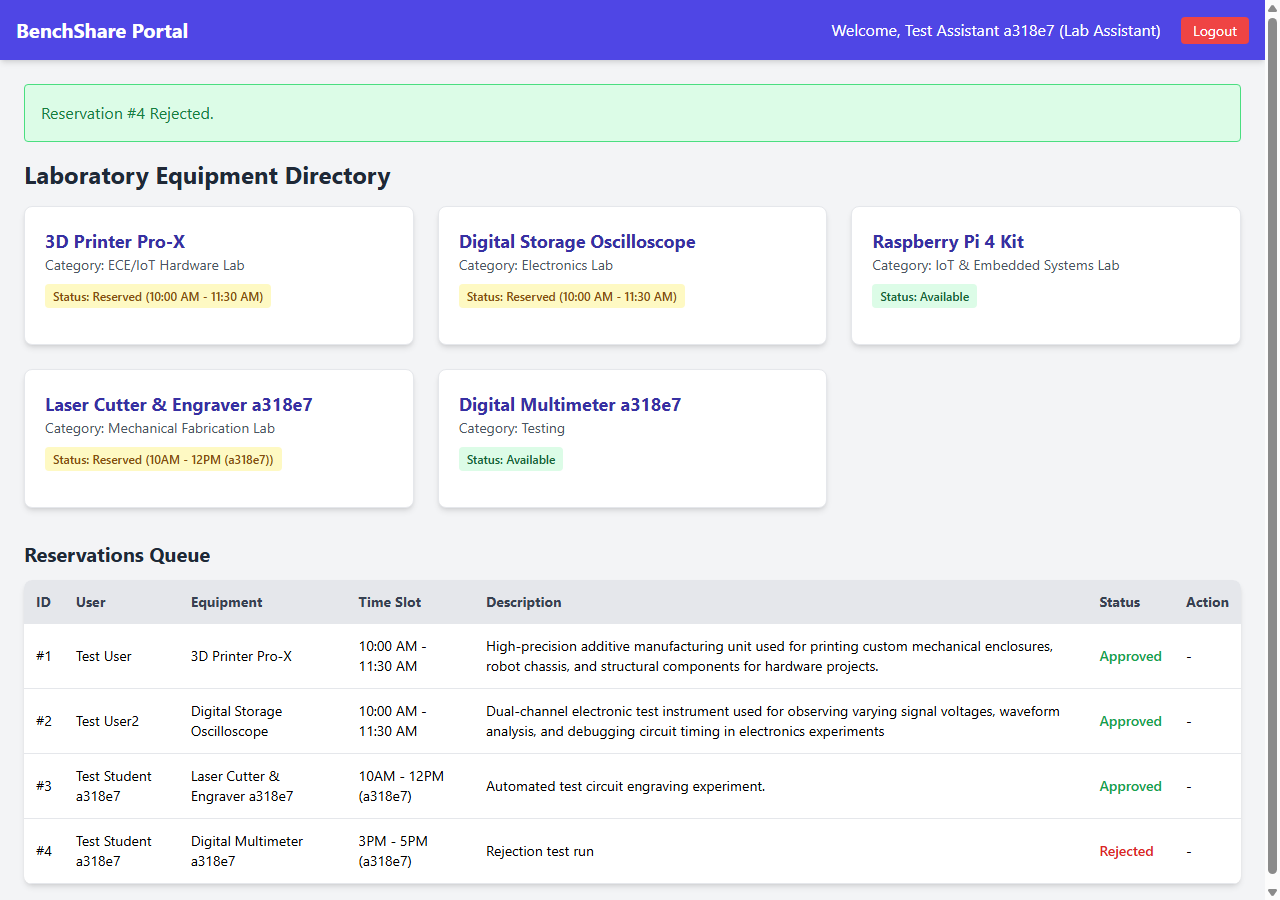 BenchShare Portal
Welcome, Test Assistant a318e7 (Lab Assistant)
Logout
Reservation #4 Rejected.
Laboratory Equipment Directory
3D Printer Pro-X
Category: ECE/IoT Hardware Lab
Status: Reserved (10:00 AM - 11:30 AM)
Digital Storage Oscilloscope
Category: Electronics Lab
Status: Reserved (10:00 AM - 11:30 AM)
Raspberry Pi 4 Kit
Category: IoT & Embedded Systems Lab
Status: Available
Laser Cutter & Engraver a318e7
Category: Mechanical Fabrication Lab
Status: Reserved (10AM - 12PM (a318e7))
Digital Multimeter a318e7
Category: Testing
Status: Available
Reservations Queue
ID User Equipment Time Slot Description Status Action
#1
Test User
3D Printer Pro-X
10:00 AM -
11:30 AM
High-precision additive manufacturing unit used for printing custom mechanical enclosures,
robot chassis, and structural components for hardware projects.
Approved
-
#2
Test User2
Digital Storage
Oscilloscope
10:00 AM -
11:30 AM
Dual-channel electronic test instrument used for observing varying signal voltages, waveform
analysis, and debugging circuit timing in electronics experiments
Approved
-
#3
Test Student
a318e7
Laser Cutter &
Engraver a318e7
10AM - 12PM
(a318e7)
Automated test circuit engraving experiment.
Approved
-
#4
Test Student
a318e7
Digital Multimeter
a318e7
3PM - 5PM
(a318e7)
Rejection test run
Rejected
-